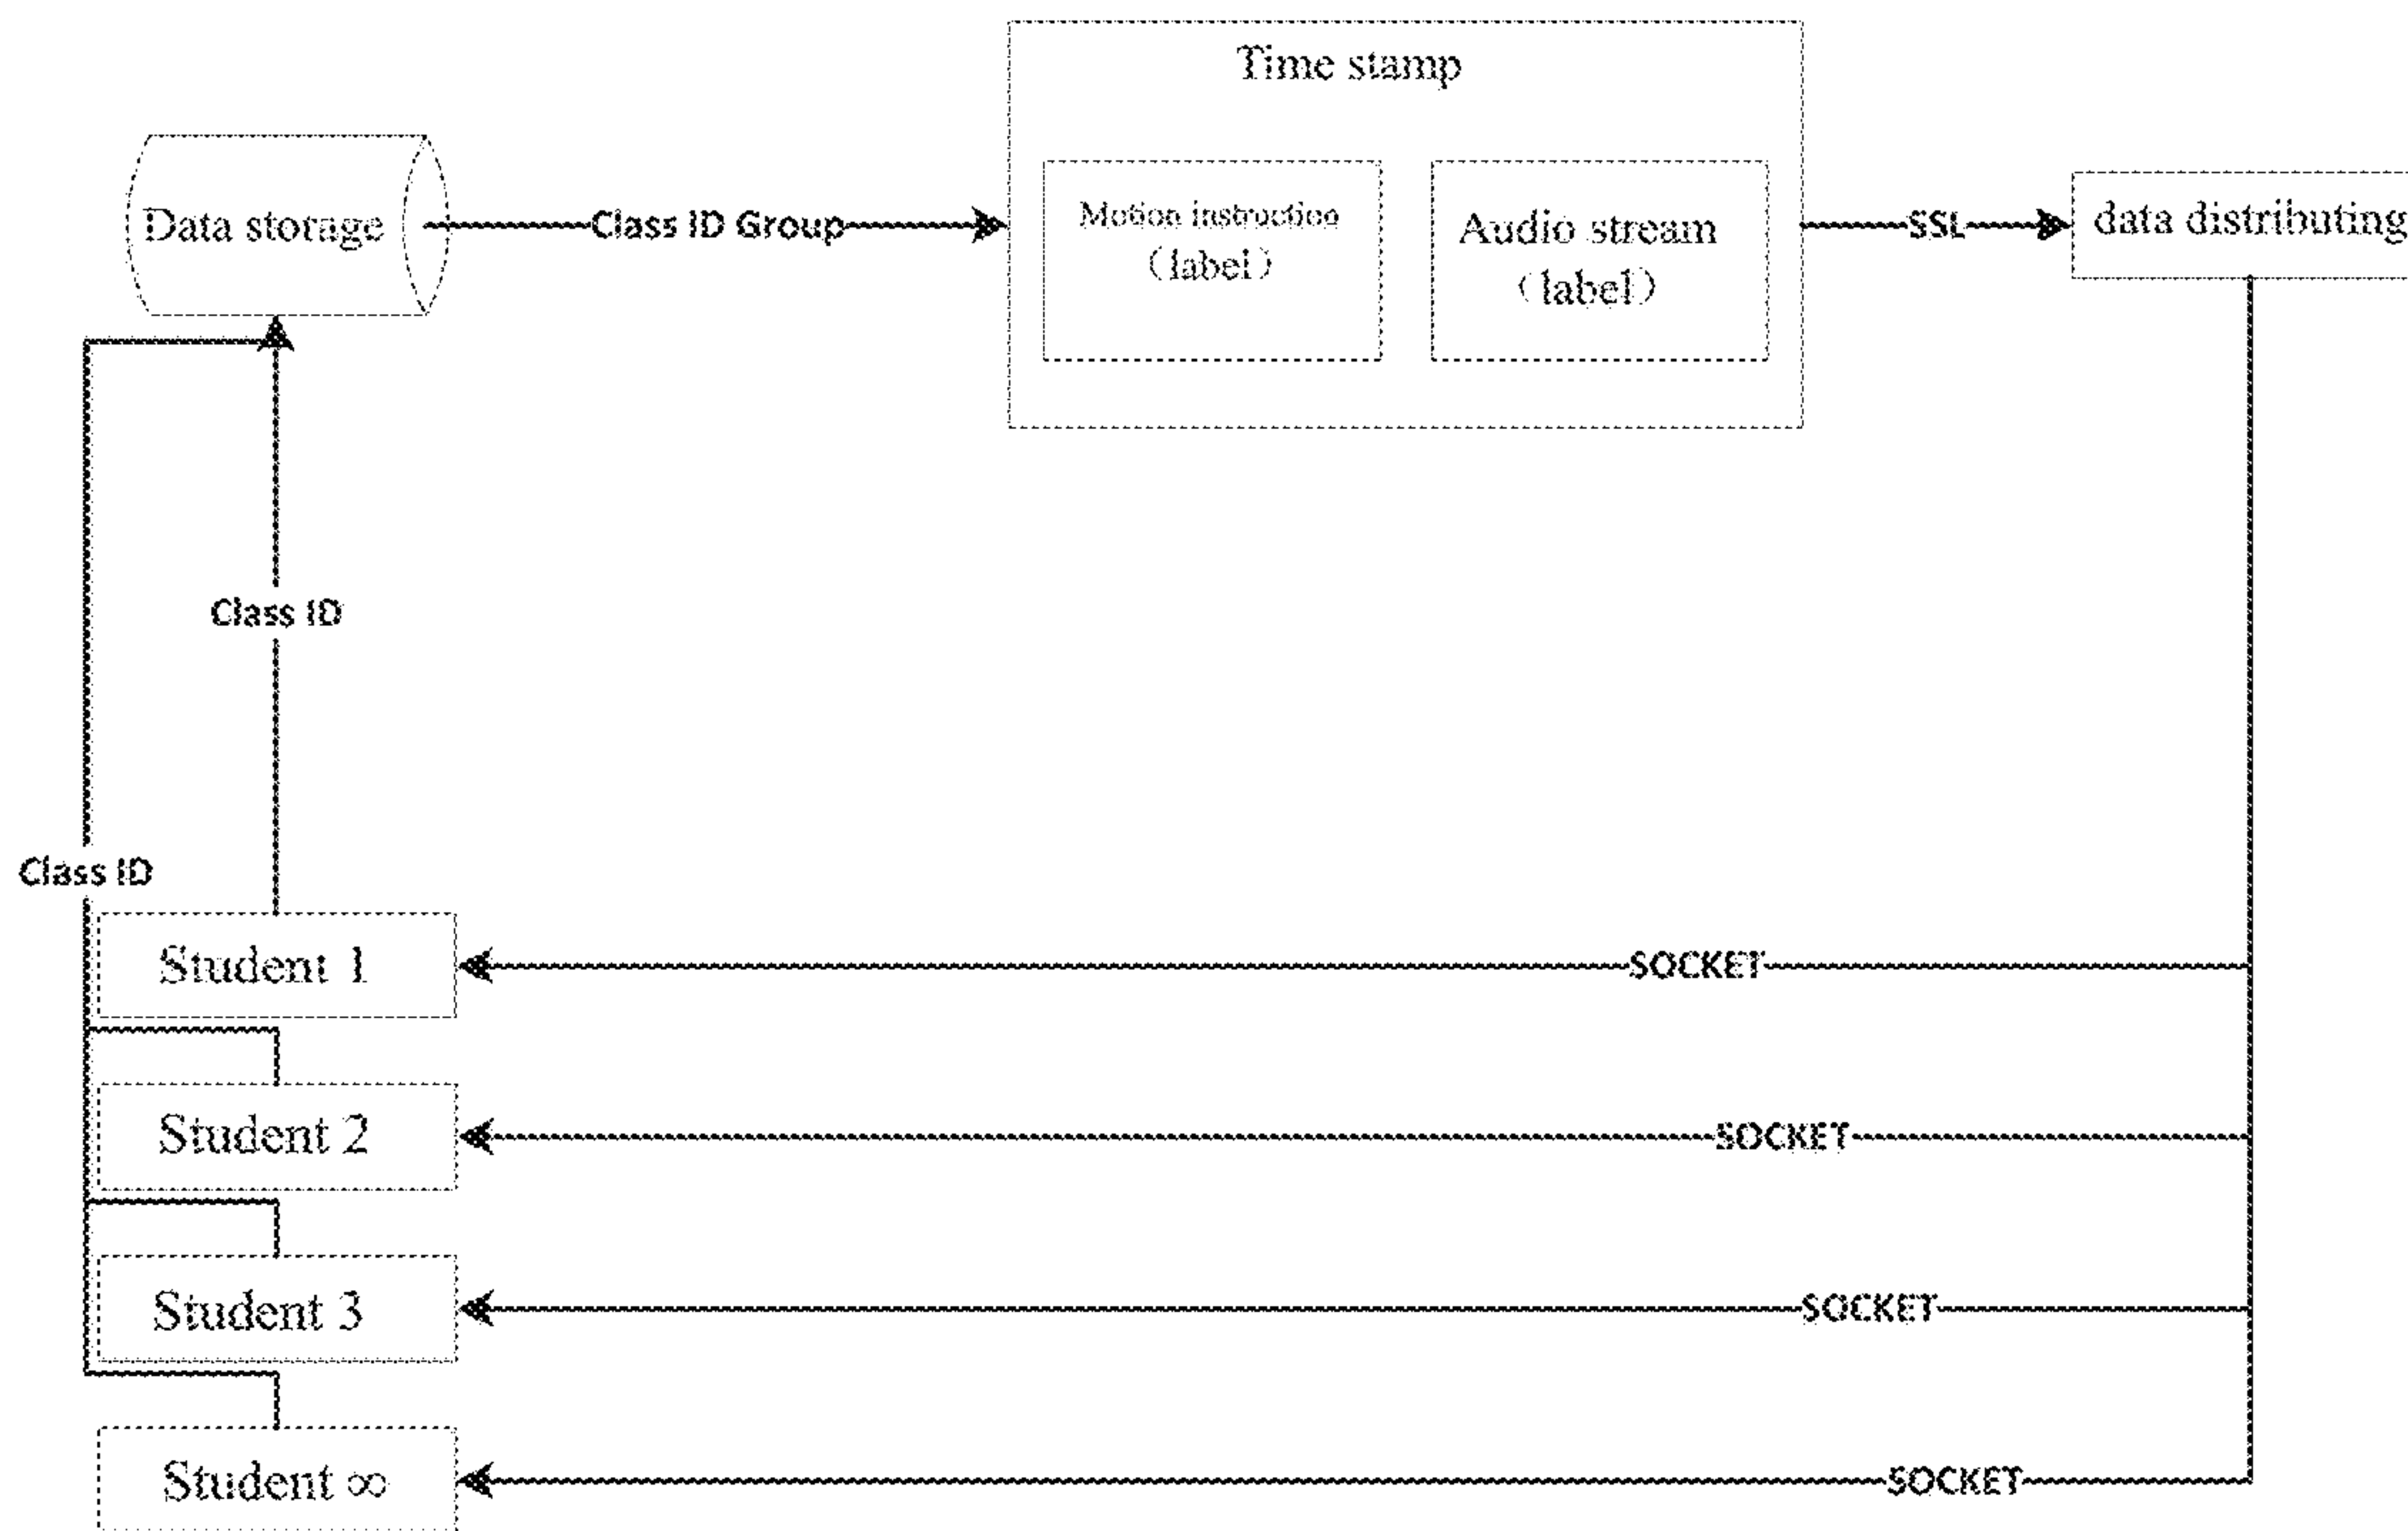 Time stamp
Data storage
Class ID Group
Motion instruction
（label）
Audio stream
（label）
SSL
data distributing
Class ID
Class ID
Student 1
SOCKET
Student 2
SOCKET
Student 3
SOCKET
Student ∞
SOCKET